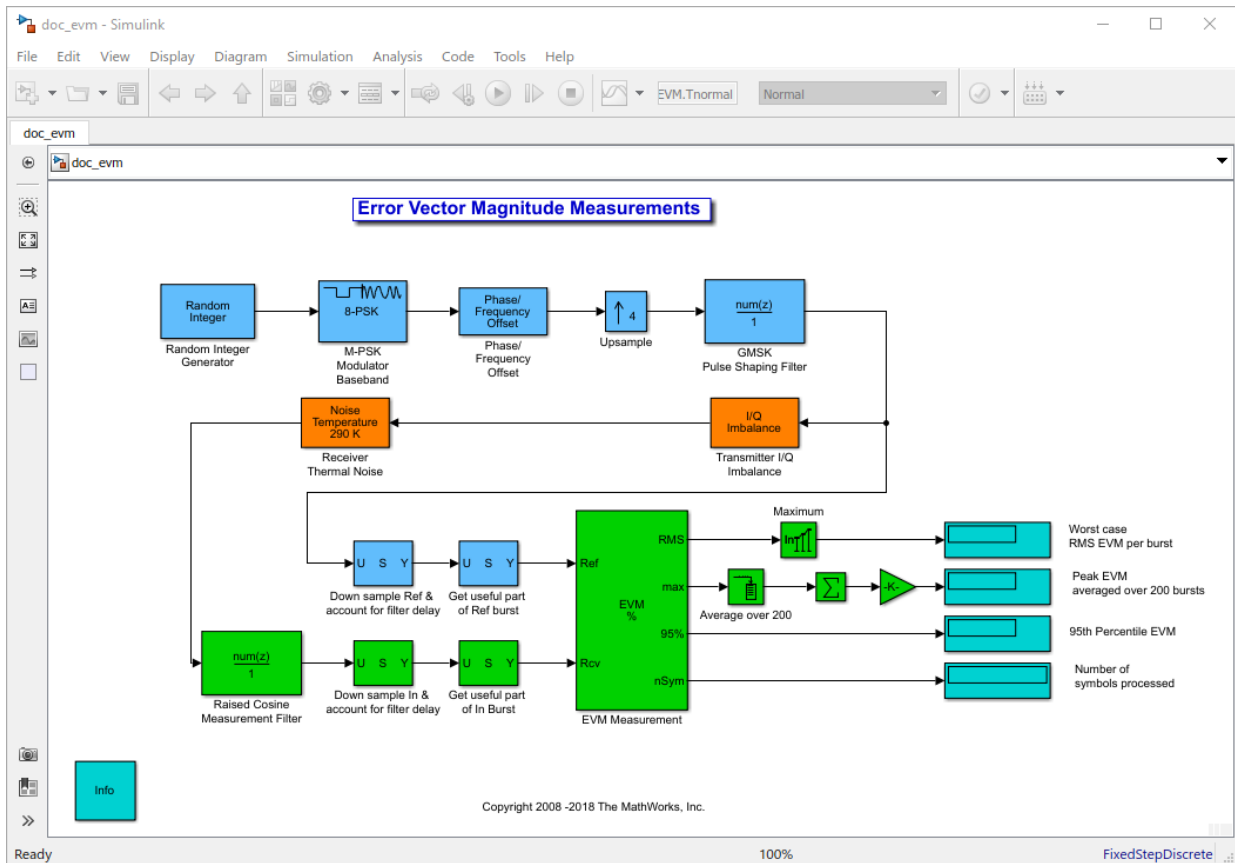 doc_evm - Simulink
File Edit View Display Diagram Simulation Analysis Code Tools Help
EVM.Tnormal Normal
doc_evm
doc_evm
Error Vector Magnitude Measurements
Random
Integer
Random Integer
Generator
8-PSK
M-PSK
Modulator
Baseband
Phase/
Frequency
Offset
Phase/
Frequency
Offset
4
Upsample
num(z)
1
GMSK
Pulse Shaping Filter
Noise
Temperature
290 K
Receiver
Thermal Noise
I/Q
Imbalance
Transmitter I/Q
Imbalance
U S Y
Down sample Ref &
account for filter delay
U S Y
Get useful part
of Ref burst
num(z)
1
Raised Cosine
Measurement Filter
U S Y
Down sample In &
account for filter delay
U S Y
Get useful part
of In Burst
Ref
Rcv
EVM
%
RMS
max
95%
nSym
EVM Measurement
Maximum
In
Average over 200
Σ
-K-
Worst case
RMS EVM per burst
Peak EVM
averaged over 200 bursts
95th Percentile EVM
Number of
symbols processed
Info
Copyright 2008 -2018 The MathWorks, Inc.
Ready 100% FixedStepDiscrete